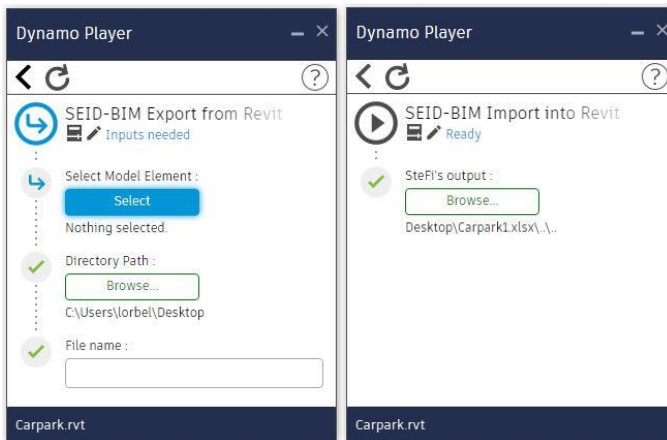 Dynamo Player
SEID-BIM Export from Revit
Inputs needed
Select Model Element :
Select
Nothing selected.
Directory Path :
Browse...
C:\Users\lorbel\Desktop
File name :
Carpark.rvt
Dynamo Player
?
SEID-BIM Import into Revit
Ready
SteFi's output :
Browse...
Desktop\Carpark1.xlsx\..\..
Carpark.rvt